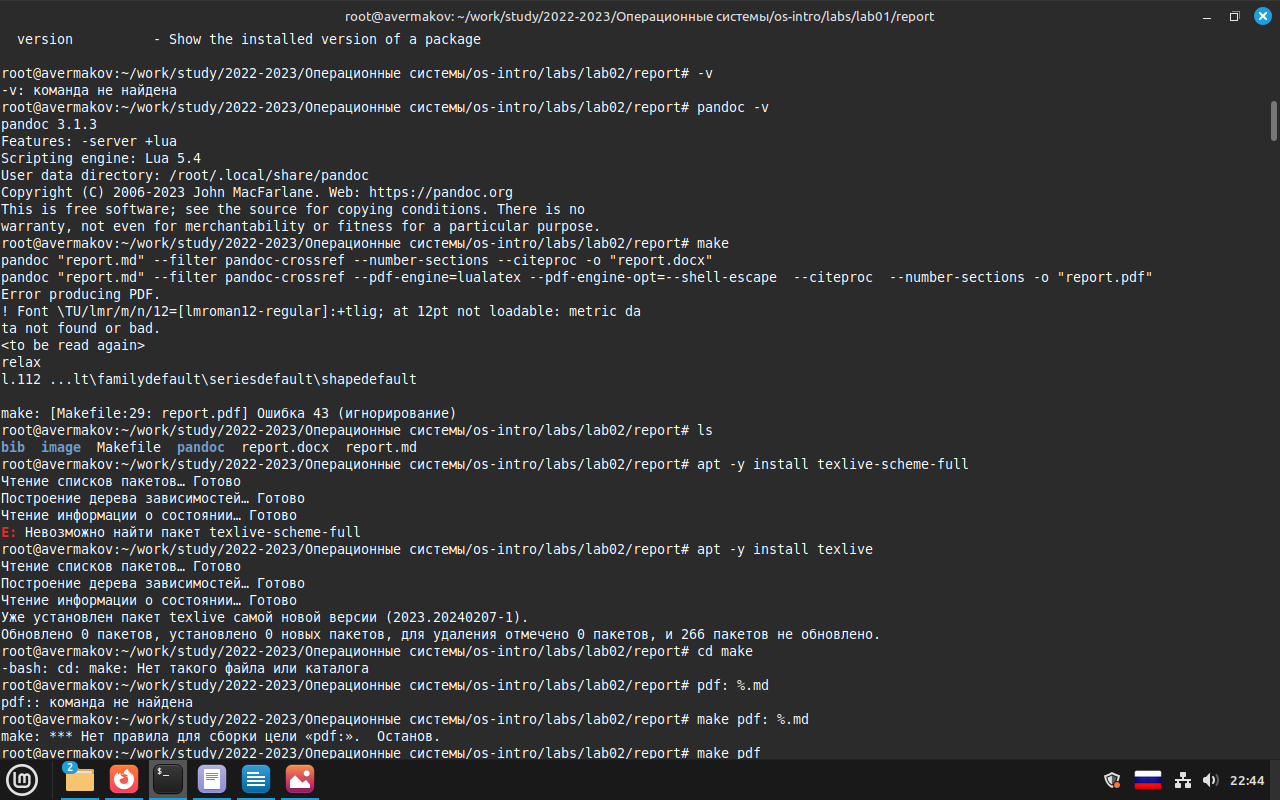 root@avermakov: ~/work/study/2022-2023/Операционные системы/os-intro/labs/lab01/report
  version          - Show the installed version of a package
root@avermakov:~/work/study/2022-2023/Операционные системы/os-intro/labs/lab02/report# -v
-v: команда не найдена
root@avermakov:~/work/study/2022-2023/Операционные системы/os-intro/labs/lab02/report# pandoc -v
pandoc 3.1.3
Features: -server +lua
Scripting engine: Lua 5.4
User data directory: /root/.local/share/pandoc
Copyright (C) 2006-2023 John MacFarlane. Web: https://pandoc.org
This is free software; see the source for copying conditions. There is no
warranty, not even for merchantability or fitness for a particular purpose.
root@avermakov:~/work/study/2022-2023/Операционные системы/os-intro/labs/lab02/report# make
pandoc "report.md" --filter pandoc-crossref --number-sections --citeproc -o "report.docx"
pandoc "report.md" --filter pandoc-crossref --pdf-engine=lualatex --pdf-engine-opt=--shell-escape  --citeproc  --number-sections -o "report.pdf"
Error producing PDF.
! Font \TU/lmr/m/n/12=[lmroman12-regular]:+tlig; at 12pt not loadable: metric da
ta not found or bad.
<to be read again>
relax
l.112 ...lt\familydefault\seriesdefault\shapedefault
make: [Makefile:29: report.pdf] Ошибка 43 (игнорирование)
root@avermakov:~/work/study/2022-2023/Операционные системы/os-intro/labs/lab02/report# ls
bib  image  Makefile  pandoc  report.docx  report.md
root@avermakov:~/work/study/2022-2023/Операционные системы/os-intro/labs/lab02/report# apt -y install texlive-scheme-full
Чтение списков пакетов… Готово
Построение дерева зависимостей… Готово
Чтение информации о состоянии… Готово
E: Невозможно найти пакет texlive-scheme-full
root@avermakov:~/work/study/2022-2023/Операционные системы/os-intro/labs/lab02/report# apt -y install texlive
Чтение списков пакетов… Готово
Построение дерева зависимостей… Готово
Чтение информации о состоянии… Готово
Уже установлен пакет texlive самой новой версии (2023.20240207-1).
Обновлено 0 пакетов, установлено 0 новых пакетов, для удаления отмечено 0 пакетов, и 266 пакетов не обновлено.
root@avermakov:~/work/study/2022-2023/Операционные системы/os-intro/labs/lab02/report# cd make
-bash: cd: make: Нет такого файла или каталога
root@avermakov:~/work/study/2022-2023/Операционные системы/os-intro/labs/lab02/report# pdf: %.md
pdf:: команда не найдена
root@avermakov:~/work/study/2022-2023/Операционные системы/os-intro/labs/lab02/report# make pdf: %.md
make: *** Нет правила для сборки цели «pdf:».  Останов.
root@avermakov:~/work/study/2022-2023/Операционные системы/os-intro/labs/lab02/report# make pdf
2
$_
22:44